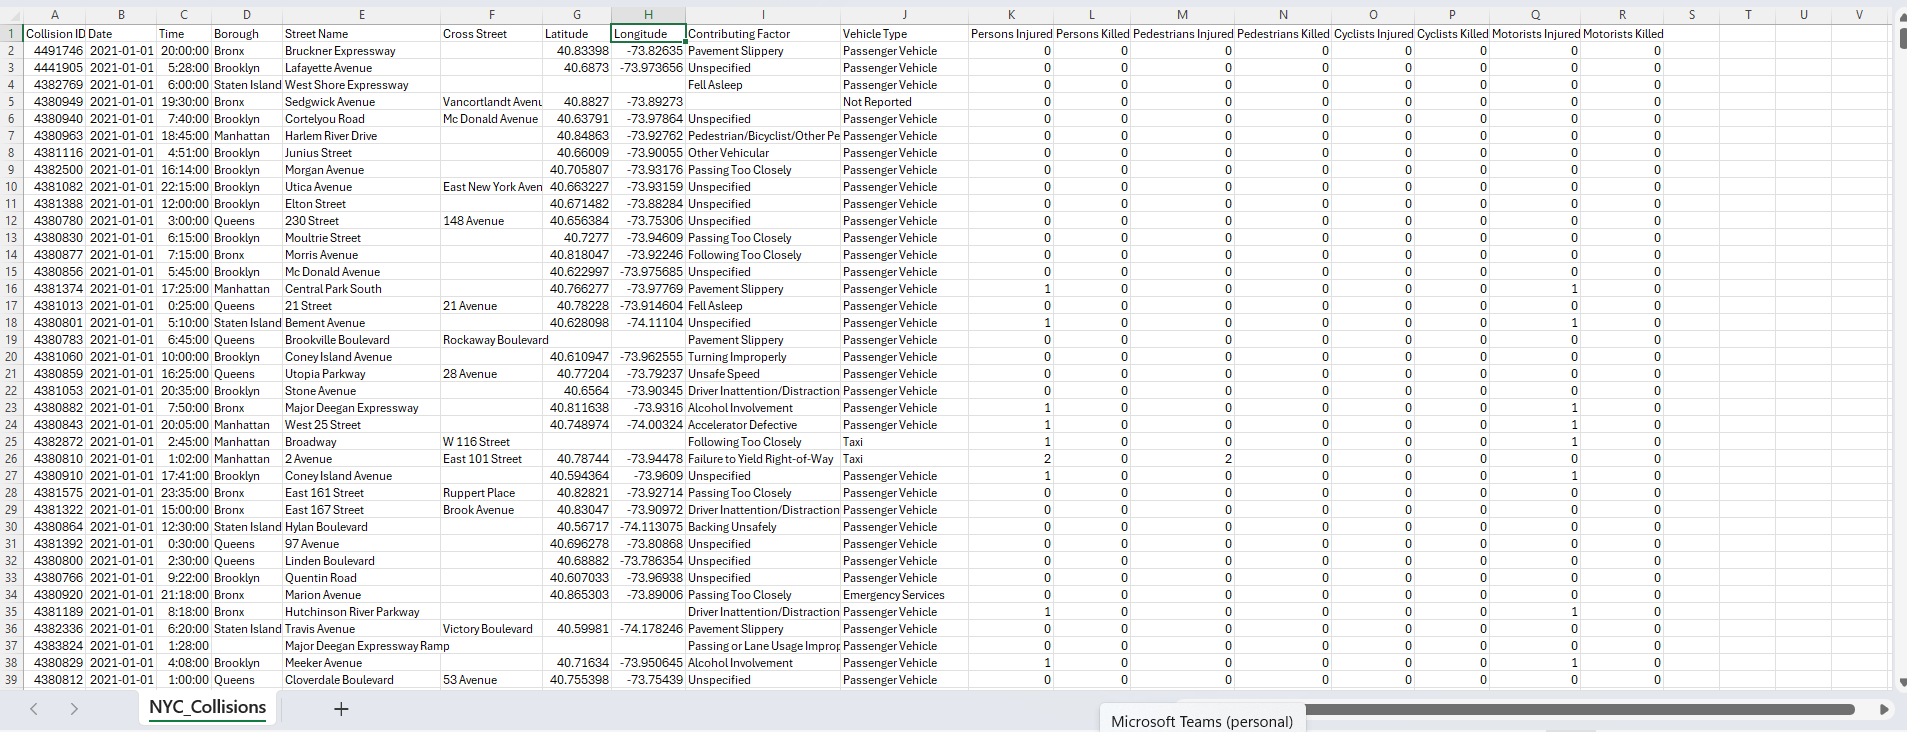 A B C D E F G H I J K L M N O P Q R S T U V
1 Collision ID Date Time Borough Street Name Cross Street Latitude Longitude Contributing Factor Vehicle Type Persons Injured Persons Killed Pedestrians Injured Pedestrians Killed Cyclists Injured Cyclists Killed Motorists Injured Motorists Killed
2 4491746 2021-01-01 20:00:00 Bronx Bruckner Expressway 40.83398 -73.82635 Pavement Slippery Passenger Vehicle 0 0 0 0 0 0 0 0
3 4441905 2021-01-01 5:28:00 Brooklyn Lafayette Avenue 40.6873 -73.973656 Unspecified Passenger Vehicle 0 0 0 0 0 0 0 0
4 4382769 2021-01-01 6:00:00 Staten Island West Shore Expressway Fell Asleep Passenger Vehicle 0 0 0 0 0 0 0 0
5 4380949 2021-01-01 19:30:00 Bronx Sedgwick Avenue Vancortlandt Avenu 40.8827 -73.89273 Not Reported 0 0 0 0 0 0 0 0
6 4380940 2021-01-01 7:40:00 Brooklyn Cortelyou Road Mc Donald Avenue 40.63791 -73.97864 Unspecified Passenger Vehicle 0 0 0 0 0 0 0 0
7 4380963 2021-01-01 18:45:00 Manhattan Harlem River Drive 40.84863 -73.92762 Pedestrian/Bicyclist/Other Pe Passenger Vehicle 0 0 0 0 0 0 0 0
8 4381116 2021-01-01 4:51:00 Brooklyn Junius Street 40.66009 -73.90055 Other Vehicular Passenger Vehicle 0 0 0 0 0 0 0 0
9 4382500 2021-01-01 16:14:00 Brooklyn Morgan Avenue 40.705807 -73.93176 Passing Too Closely Passenger Vehicle 0 0 0 0 0 0 0 0
10 4381082 2021-01-01 22:15:00 Brooklyn Utica Avenue East New York Aven 40.663227 -73.93159 Unspecified Passenger Vehicle 0 0 0 0 0 0 0 0
11 4381388 2021-01-01 12:00:00 Brooklyn Elton Street 40.671482 -73.88284 Unspecified Passenger Vehicle 0 0 0 0 0 0 0 0
12 4380780 2021-01-01 3:00:00 Queens 230 Street 148 Avenue 40.656384 -73.75306 Unspecified Passenger Vehicle 0 0 0 0 0 0 0 0
13 4380830 2021-01-01 6:15:00 Brooklyn Moultrie Street 40.7277 -73.94609 Passing Too Closely Passenger Vehicle 0 0 0 0 0 0 0 0
14 4380877 2021-01-01 7:15:00 Bronx Morris Avenue 40.818047 -73.92246 Following Too Closely Passenger Vehicle 0 0 0 0 0 0 0 0
15 4380856 2021-01-01 5:45:00 Brooklyn Mc Donald Avenue 40.622997 -73.975685 Unspecified Passenger Vehicle 0 0 0 0 0 0 0 0
16 4381374 2021-01-01 17:25:00 Manhattan Central Park South 40.766277 -73.97769 Pavement Slippery Passenger Vehicle 1 0 0 0 0 0 1 0
17 4381013 2021-01-01 0:25:00 Queens 21 Street 21 Avenue 40.78228 -73.914604 Fell Asleep Passenger Vehicle 0 0 0 0 0 0 0 0
18 4380801 2021-01-01 5:10:00 Staten Island Bement Avenue 40.628098 -74.11104 Unspecified Passenger Vehicle 1 0 0 0 0 0 1 0
19 4380783 2021-01-01 6:45:00 Queens Brookville Boulevard Rockaway Boulevard Pavement Slippery Passenger Vehicle 0 0 0 0 0 0 0 0
20 4381060 2021-01-01 10:00:00 Brooklyn Coney Island Avenue 40.610947 -73.962555 Turning Improperly Passenger Vehicle 0 0 0 0 0 0 0 0
21 4380859 2021-01-01 16:25:00 Queens Utopia Parkway 28 Avenue 40.77204 -73.79237 Unsafe Speed Passenger Vehicle 0 0 0 0 0 0 0 0
22 4381053 2021-01-01 20:35:00 Brooklyn Stone Avenue 40.6564 -73.90345 Driver Inattention/Distraction Passenger Vehicle 0 0 0 0 0 0 0 0
23 4380882 2021-01-01 7:50:00 Bronx Major Deegan Expressway 40.811638 -73.9316 Alcohol Involvement Passenger Vehicle 1 0 0 0 0 0 1 0
24 4380843 2021-01-01 20:05:00 Manhattan West 25 Street 40.748974 -74.00324 Accelerator Defective Passenger Vehicle 1 0 0 0 0 0 1 0
25 4382872 2021-01-01 2:45:00 Manhattan Broadway W 116 Street Following Too Closely Taxi 1 0 0 0 0 0 1 0
26 4380810 2021-01-01 1:02:00 Manhattan 2 Avenue East 101 Street 40.78744 -73.94478 Failure to Yield Right-of-Way Taxi 2 0 2 0 0 0 0 0
27 4380910 2021-01-01 17:41:00 Brooklyn Coney Island Avenue 40.594364 -73.9609 Unspecified Passenger Vehicle 1 0 0 0 0 0 1 0
28 4381575 2021-01-01 23:35:00 Bronx East 161 Street Ruppert Place 40.82821 -73.92714 Passing Too Closely Passenger Vehicle 0 0 0 0 0 0 0 0
29 4381322 2021-01-01 15:00:00 Bronx East 167 Street Brook Avenue 40.83047 -73.90972 Driver Inattention/Distraction Passenger Vehicle 0 0 0 0 0 0 0 0
30 4380864 2021-01-01 12:30:00 Staten Island Hylan Boulevard 40.56717 -74.113075 Backing Unsafely Passenger Vehicle 0 0 0 0 0 0 0 0
31 4381392 2021-01-01 0:30:00 Queens 97 Avenue 40.696278 -73.80868 Unspecified Passenger Vehicle 0 0 0 0 0 0 0 0
32 4380800 2021-01-01 2:30:00 Queens Linden Boulevard 40.68882 -73.786354 Unspecified Passenger Vehicle 0 0 0 0 0 0 0 0
33 4380766 2021-01-01 9:22:00 Brooklyn Quentin Road 40.607033 -73.96938 Unspecified Passenger Vehicle 0 0 0 0 0 0 0 0
34 4380920 2021-01-01 21:18:00 Bronx Marion Avenue 40.865303 -73.89006 Passing Too Closely Emergency Services 0 0 0 0 0 0 0 0
35 4381189 2021-01-01 8:18:00 Bronx Hutchinson River Parkway Driver Inattention/Distraction Passenger Vehicle 1 0 0 0 0 0 1 0
36 4382336 2021-01-01 6:20:00 Staten Island Travis Avenue Victory Boulevard 40.59981 -74.178246 Pavement Slippery Passenger Vehicle 0 0 0 0 0 0 0 0
37 4383824 2021-01-01 1:28:00 Major Deegan Expressway Ramp Passing or Lane Usage Improp Passenger Vehicle 0 0 0 0 0 0 0 0
38 4380829 2021-01-01 4:08:00 Brooklyn Meeker Avenue 40.71634 -73.950645 Alcohol Involvement Passenger Vehicle 1 0 0 0 0 0 1 0
39 4380812 2021-01-01 1:00:00 Queens Cloverdale Boulevard 53 Avenue 40.755398 -73.75439 Unspecified Passenger Vehicle 0 0 0 0 0 0 0 0
NYC_Collisions
Microsoft Teams (personal)